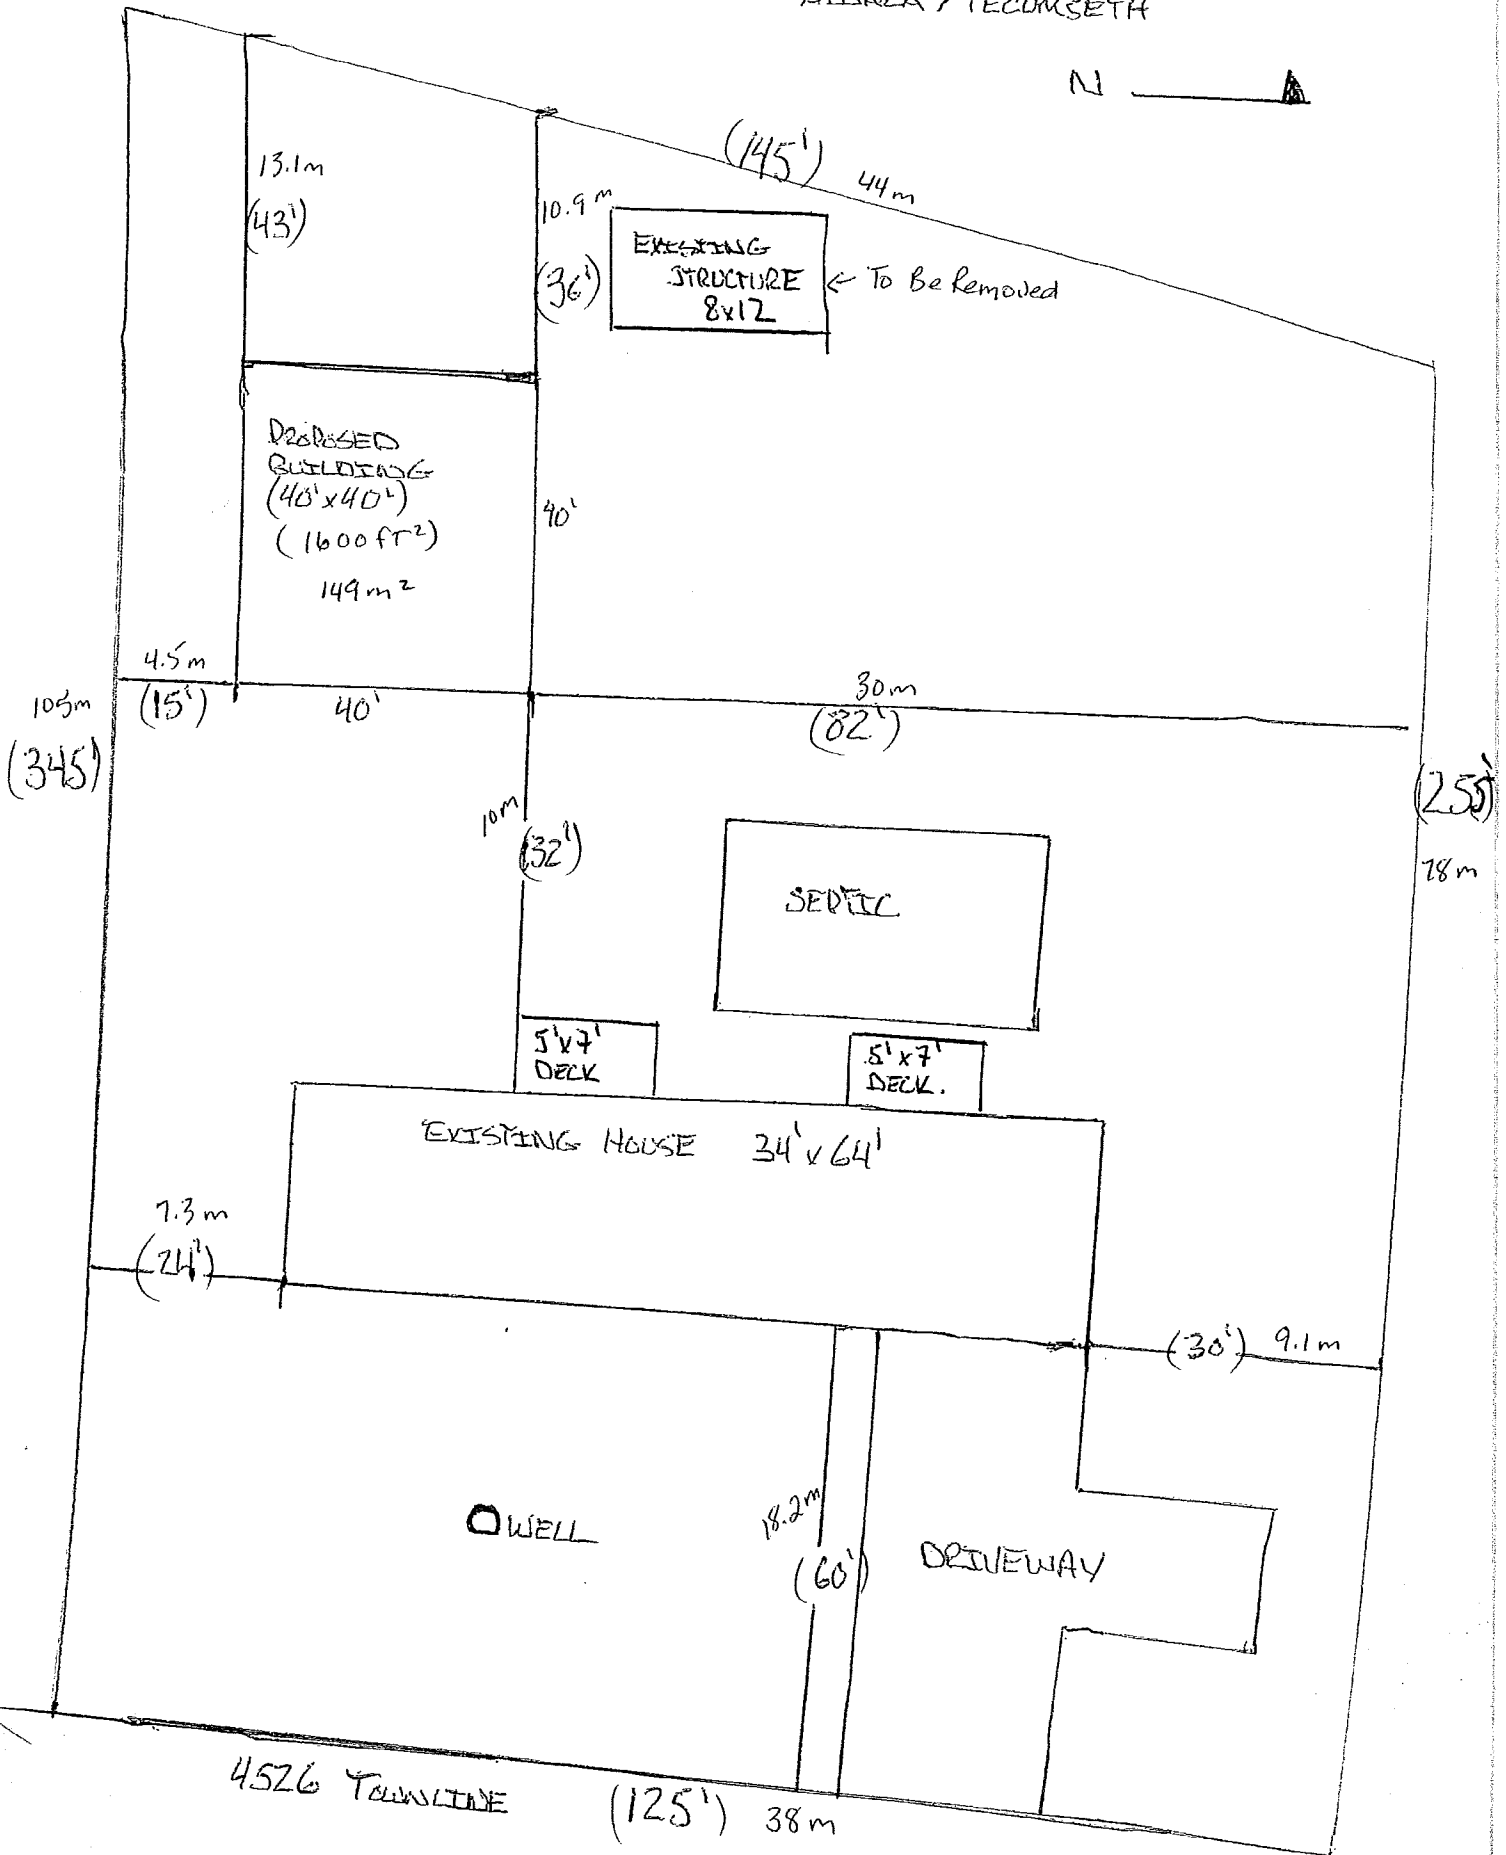 TECUMSETH
N
(145') 44m
13.1m
(43')
10.9m
(36')
EXISTING
STRUCTURE
8x12
← To Be Removed
PROPOSED
BUILDING
(40'x40')
(1600 fT²)
149m²
40'
4.5m
(15')
40'
30m
(82')
105m
(345')
(255')
78m
10m
(32')
SEPTIC
5'x7'
DECK
5'x7'
DECK.
EXISTING HOUSE 34'x64'
7.3m
(24')
(30') 9.1m
WELL
18.2m
(60')
DRIVEWAY
4526 TOWNLINE (125') 38m